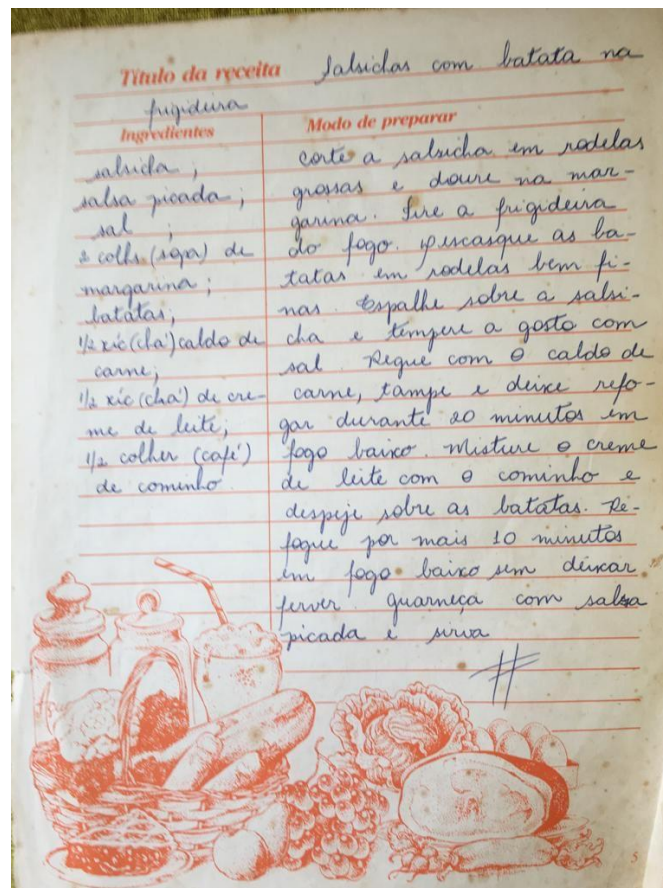 Título da receita Salsichas com batata na
frigideira
Ingredientes
salsicha;
salsa picada;
sal;
2 colhs (sopa) de
margarina;
batatas;
1/2 xíc (chá) caldo de
carne;
1/2 xíc (chá) de cre-
me de leite;
1/2 colher (café)
de cominho
Modo de preparar
Corte a salsicha em rodelas
grossas e doure na mar-
garina. Tire a frigideira
do fogo. Descasque as ba-
tatas em rodelas bem fi-
nas. Espalhe sobre a salsi-
cha e tempere a gosto com
sal. Regue com o caldo de
carne, tampe e deixe refo-
gar durante 20 minutos em
fogo baixo. Misture o creme
de leite com o cominho e
despeje sobre as batatas. Re-
fogue por mais 10 minutos
em fogo baixo sem deixar
ferver guarneça com salsa
picada e sirva
5